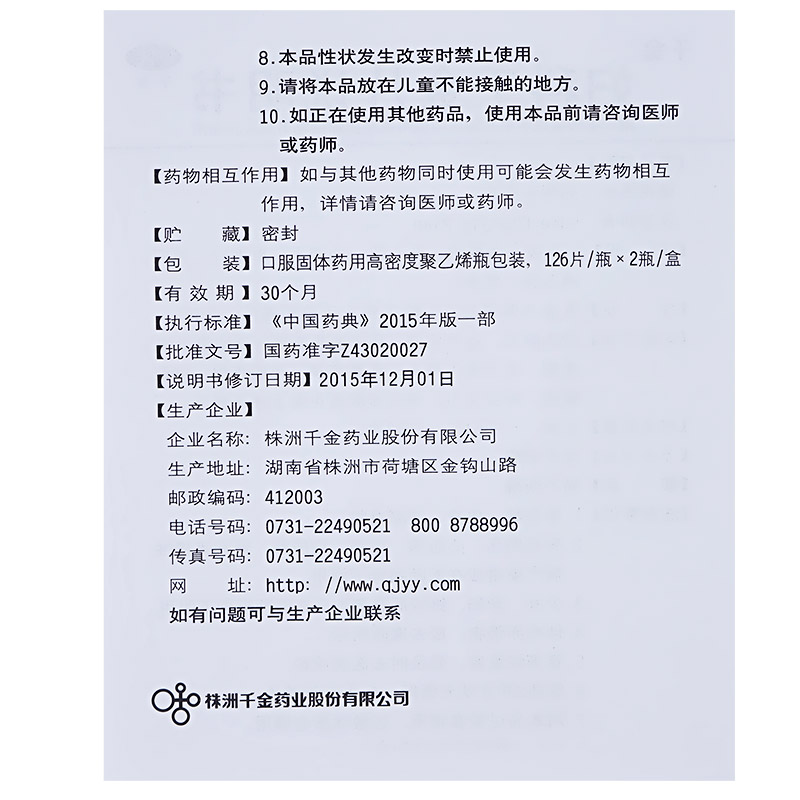 8.本品性状发生改变时禁止使用。
9.请将本品放在儿童不能接触的地方。
10.如正在使用其他药品，使用本品前请咨询医师
或药师。
【药物相互作用】如与其他药物同时使用可能会发生药物相互
作用，详情请咨询医师或药师。
【贮 藏】密封
【包 装】口服固体药用高密度聚乙烯瓶包装，126片/瓶×2瓶/盒
【有 效 期】30个月
【执行标准】《中国药典》2015年版一部
【批准文号】国药准字Z43020027
【说明书修订日期】2015年12月01日
【生产企业】
企业名称：株洲千金药业股份有限公司
生产地址：湖南省株洲市荷塘区金钩山路
邮政编码：412003
电话号码：0731-22490521 800 8788996
传真号码：0731-22490521
网 址：http：//www.qjyy.com
如有问题可与生产企业联系
株洲千金药业股份有限公司